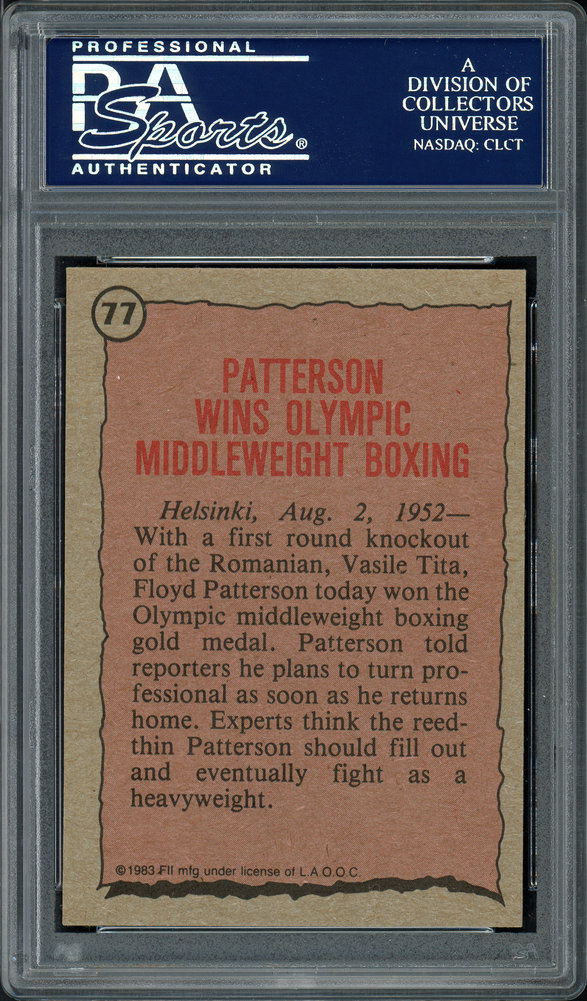 PROFESSIONAL
PSA
Sports®
AUTHENTICATOR
A
DIVISION OF
COLLECTORS
UNIVERSE
NASDAQ: CLCT
77
PATTERSON
WINS OLYMPIC
MIDDLEWEIGHT BOXING
Helsinki, Aug. 2, 1952—
With a first round knockout
of the Romanian, Vasile Tita,
Floyd Patterson today won the
Olympic middleweight boxing
gold medal. Patterson told
reporters he plans to turn pro-
fessional as soon as he returns
home. Experts think the reed-
thin Patterson should fill out
and eventually fight as a
heavyweight.
©1983 FII mfg under license of L.A.O.O.C.